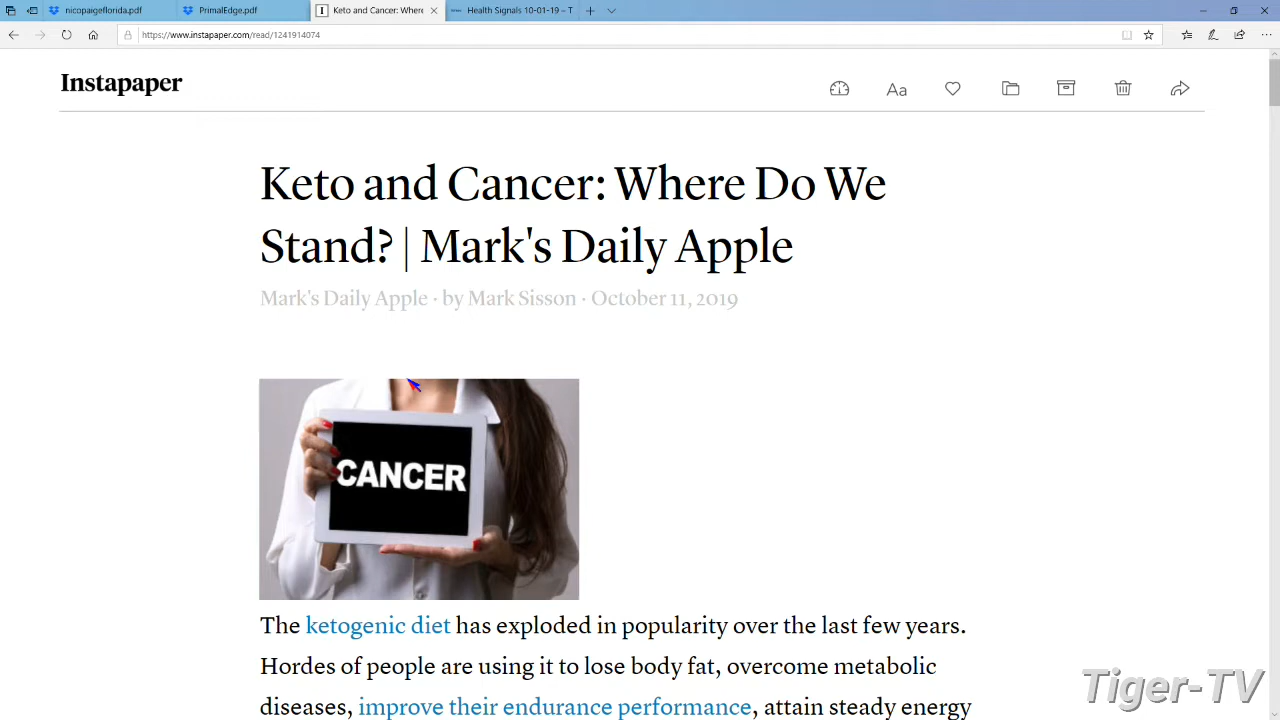 nicopaigeflorida.pdf
PrimalEdge.pdf
Keto and Cancer: Wher
Health Signals 10-01-19 – T
https://www.instapaper.com/read/1241914074
Instapaper
Aa
Keto and Cancer: Where Do We
Stand? | Mark's Daily Apple
Mark's Daily Apple · by Mark Sisson · October 11, 2019
CANCER
The ketogenic diet has exploded in popularity over the last few years.
Hordes of people are using it to lose body fat, overcome metabolic
diseases, improve their endurance performance, attain steady energy
Tiger-TV